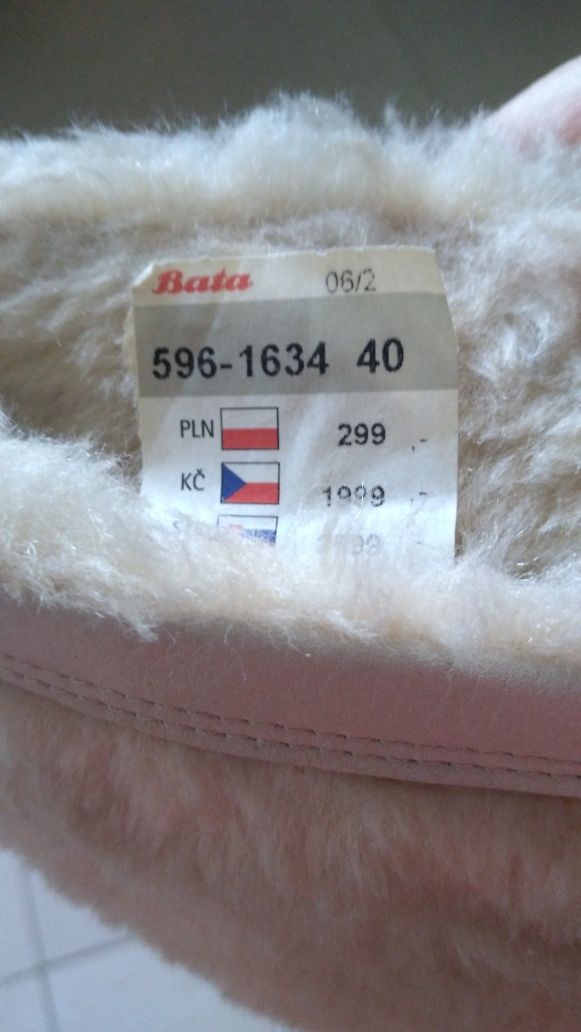 Bata 06/2
596-1634 40
PLN 299 ,-
KČ 1999 ,-